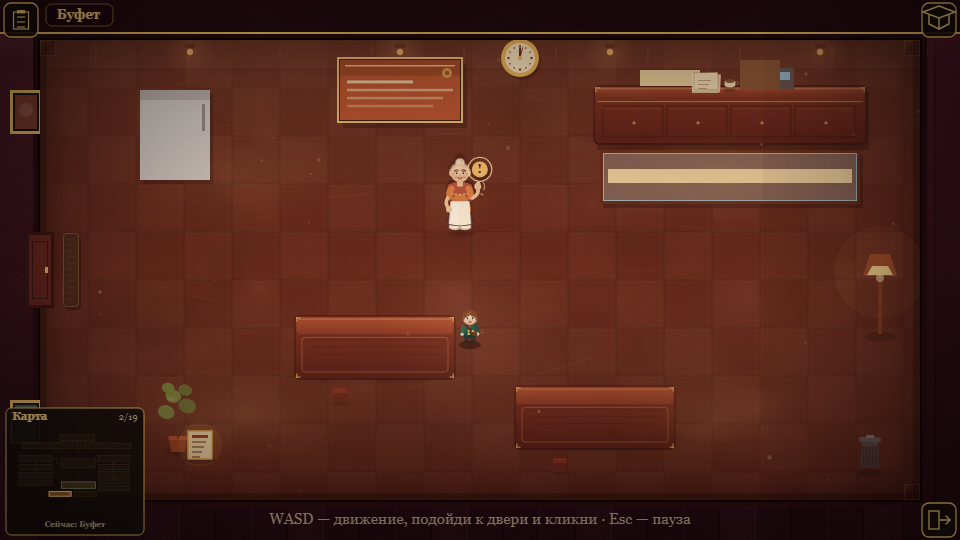 Буфет
!
Карта
2/19
Сейчас: Буфет
WASD — движение, подойди к двери и кликни · Esc — пауза